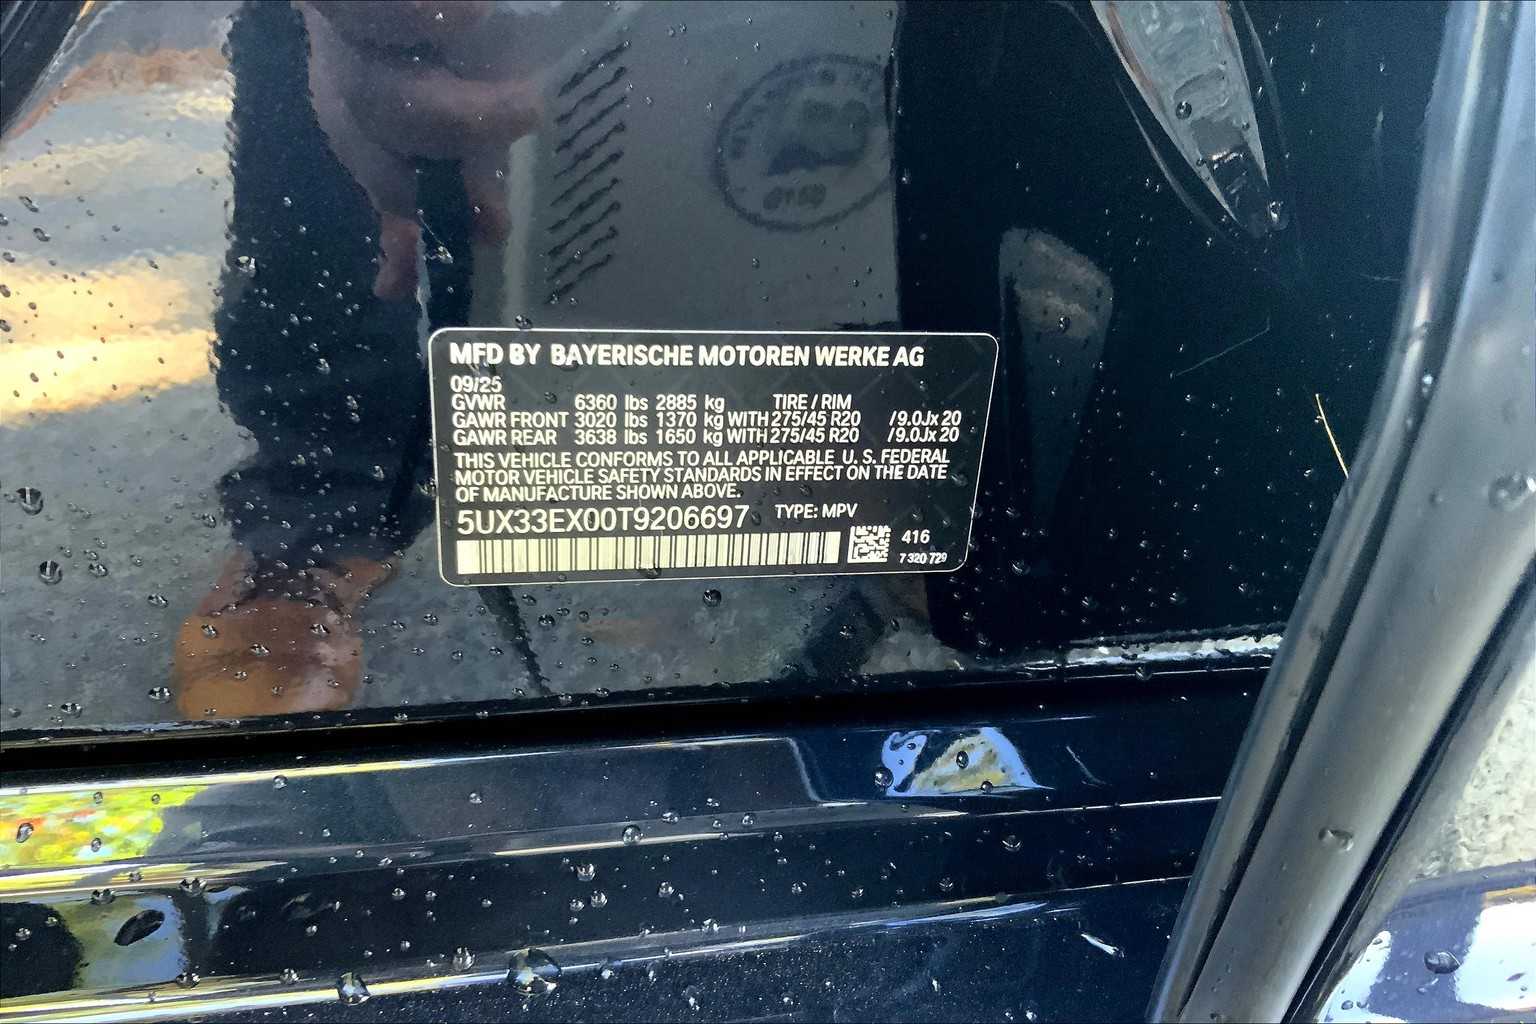 MFD BY BAYERISCHE MOTOREN WERKE AG
09/25
GVWR 6360 lbs 2885 kg TIRE / RIM
GAWR FRONT 3020 lbs 1370 kg WITH 275/45 R20 /9.0Jx 20
GAWR REAR 3638 lbs 1650 kg WITH 275/45 R20 /9.0Jx 20
THIS VEHICLE CONFORMS TO ALL APPLICABLE U. S. FEDERAL
MOTOR VEHICLE SAFETY STANDARDS IN EFFECT ON THE DATE
OF MANUFACTURE SHOWN ABOVE.
5UX33EX00T9206697 TYPE: MPV
416
7 320 729